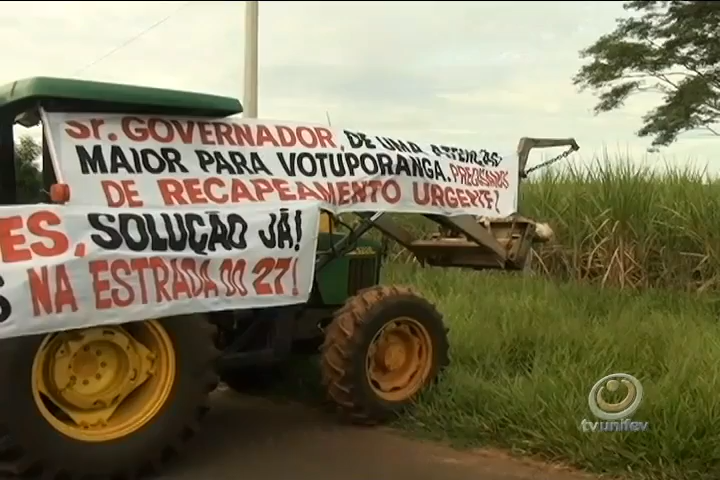 Sr. GOVERNADOR, DE UMA ATENÇÃO
MAIOR PARA VOTUPORANGA. PRECISAMOS
DE RECAPEAMENTO URGENTE!
ES, SOLUÇÃO JÁ!
S NA ESTRADA DO 27!
tvunifev